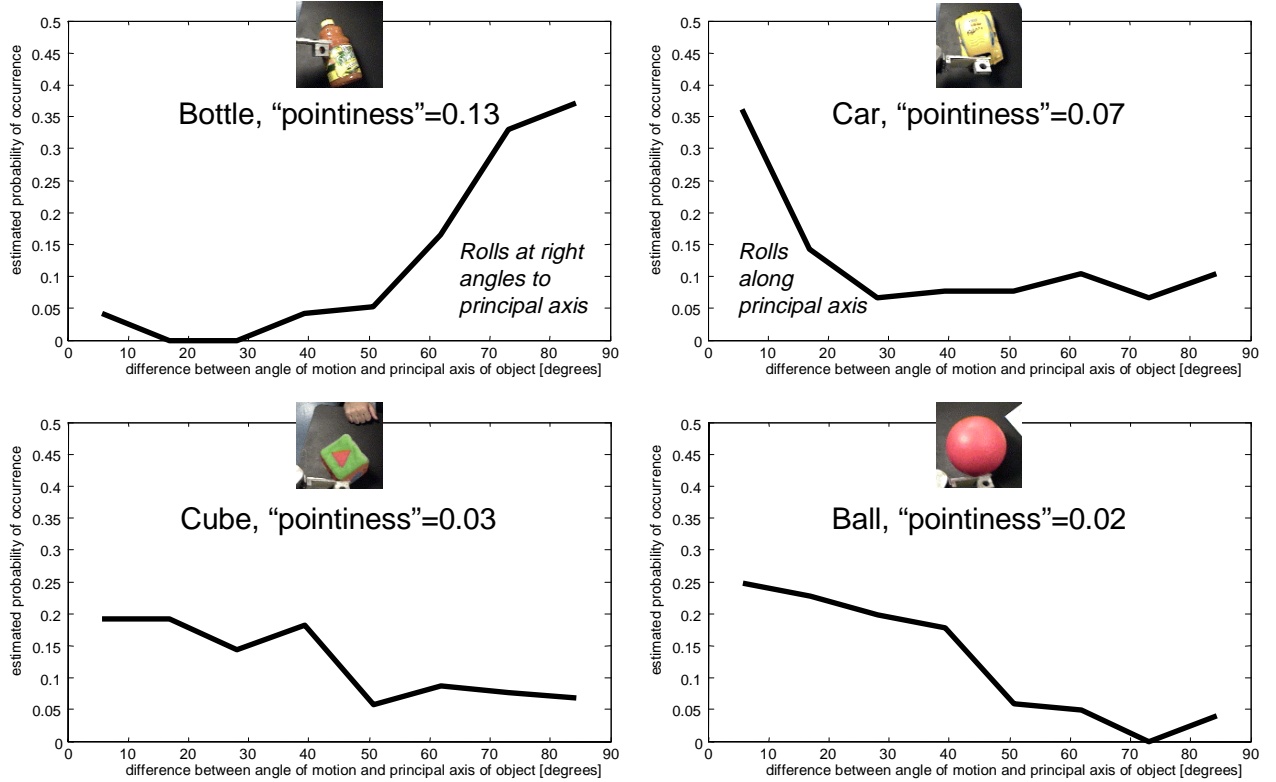 0.5
0.45
0.4
0.35
0.3
0.25
0.2
0.15
0.1
0.05
0
estimated probability of occurrence
Bottle, “pointiness”=0.13
Rolls at right
angles to
principal axis
0 10 20 30 40 50 60 70 80 90
difference between angle of motion and principal axis of object [degrees]
0.5
0.45
0.4
0.35
0.3
0.25
0.2
0.15
0.1
0.05
0
estimated probability of occurrence
Car, “pointiness”=0.07
Rolls
along
principal axis
0 10 20 30 40 50 60 70 80 90
difference between angle of motion and principal axis of object [degrees]
0.5
0.45
0.4
0.35
0.3
0.25
0.2
0.15
0.1
0.05
0
estimated probability of occurrence
Cube, “pointiness”=0.03
0 10 20 30 40 50 60 70 80 90
difference between angle of motion and principal axis of object [degrees]
0.5
0.45
0.4
0.35
0.3
0.25
0.2
0.15
0.1
0.05
0
estimated probability of occurrence
Ball, “pointiness”=0.02
0 10 20 30 40 50 60 70 80 90
difference between angle of motion and principal axis of object [degrees]